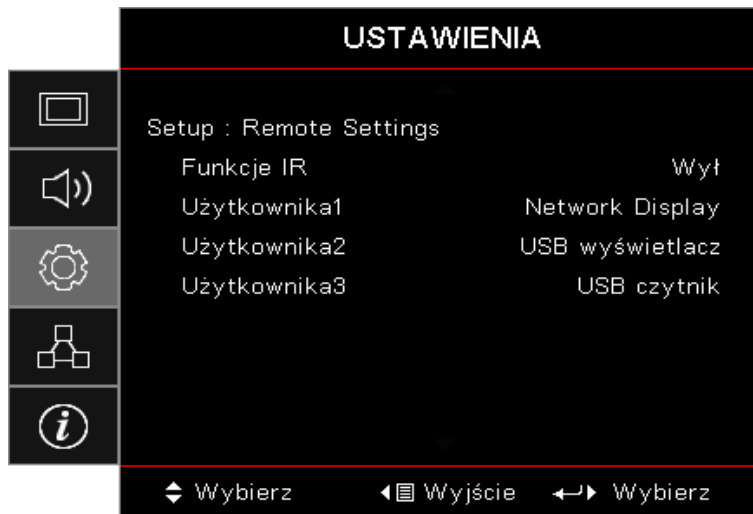 USTAWIENIA
Setup : Remote Settings
Funkcje IR Wył
Użytkownika1 Network Display
Użytkownika2 USB wyświetlacz
Użytkownika3 USB czytnik
Wybierz Wyjście Wybierz